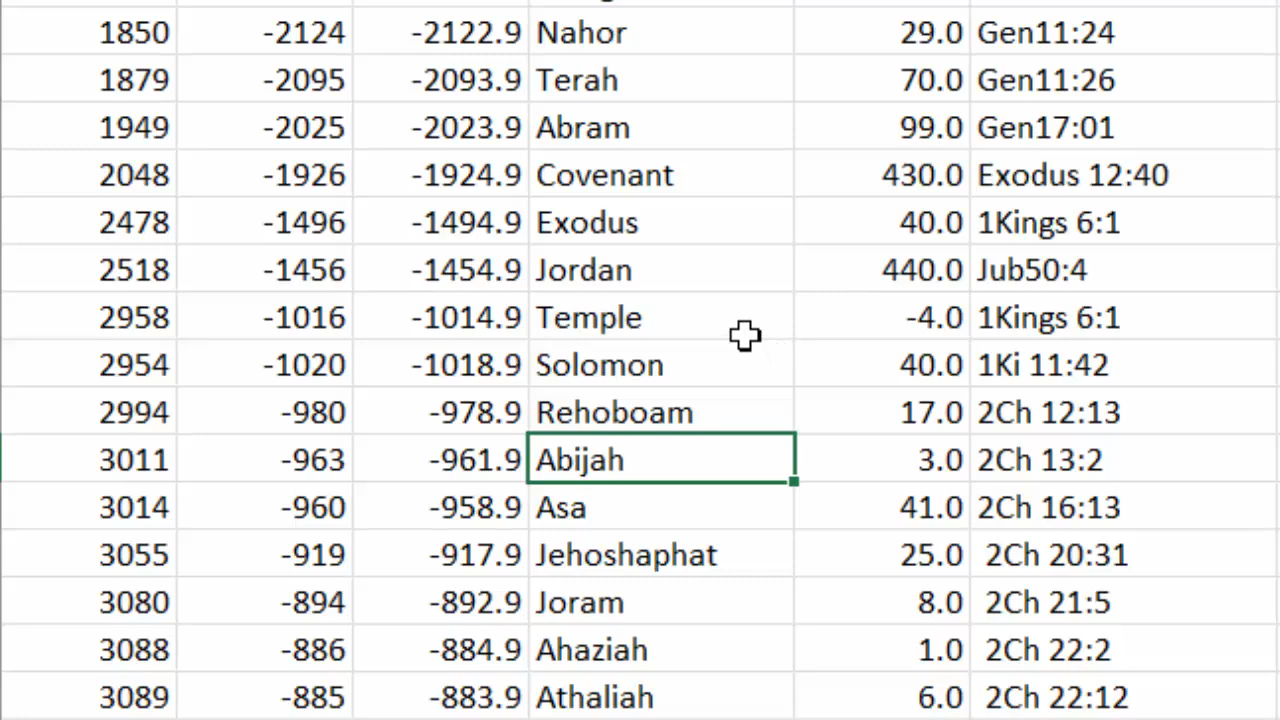 1850 -2124 -2122.9 Nahor 29.0 Gen11:24
1879 -2095 -2093.9 Terah 70.0 Gen11:26
1949 -2025 -2023.9 Abram 99.0 Gen17:01
2048 -1926 -1924.9 Covenant 430.0 Exodus 12:40
2478 -1496 -1494.9 Exodus 40.0 1Kings 6:1
2518 -1456 -1454.9 Jordan 440.0 Jub50:4
2958 -1016 -1014.9 Temple -4.0 1Kings 6:1
2954 -1020 -1018.9 Solomon 40.0 1Ki 11:42
2994 -980 -978.9 Rehoboam 17.0 2Ch 12:13
3011 -963 -961.9 Abijah 3.0 2Ch 13:2
3014 -960 -958.9 Asa 41.0 2Ch 16:13
3055 -919 -917.9 Jehoshaphat 25.0 2Ch 20:31
3080 -894 -892.9 Joram 8.0 2Ch 21:5
3088 -886 -884.9 Ahaziah 1.0 2Ch 22:2
3089 -885 -883.9 Athaliah 6.0 2Ch 22:12